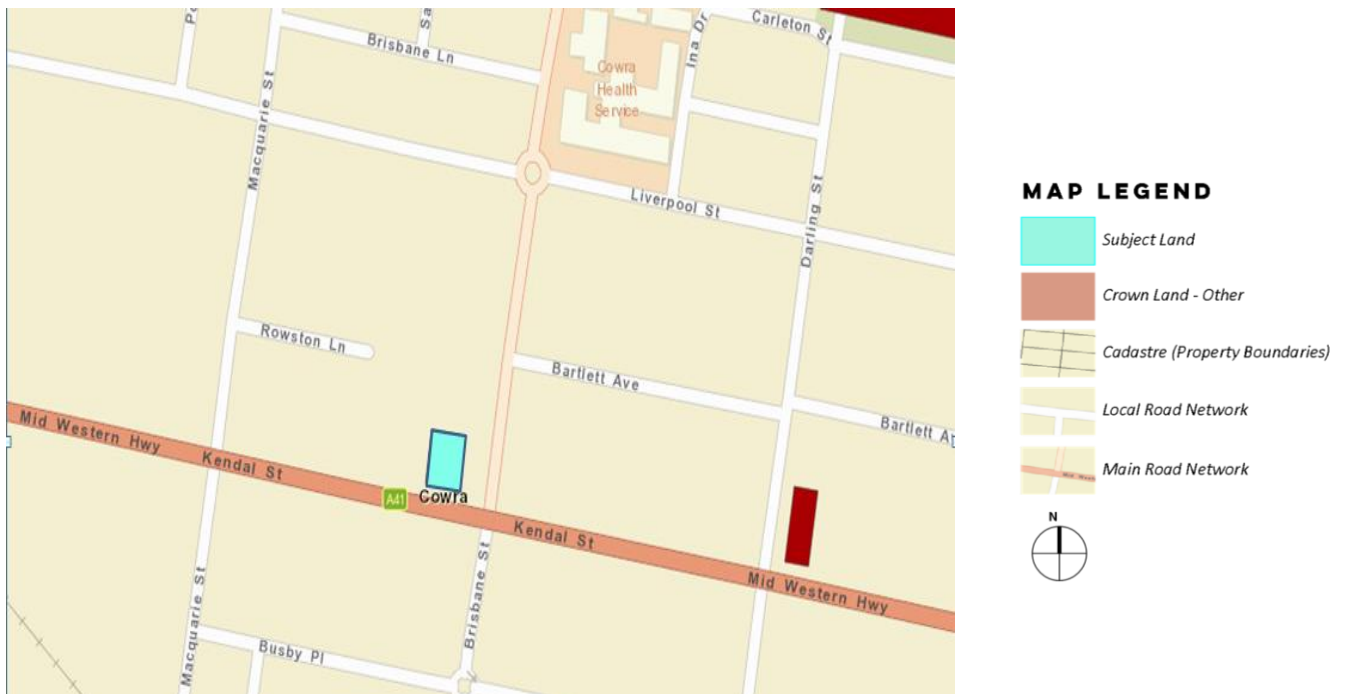 Carleton St
Brisbane Ln
Ina Dr
Cowra
Health
Service
Macquarie St
Liverpool St
Darling St
Rowston Ln
Bartlett Ave
Bartlett A
Mid Western Hwy
Kendal St
A41
Cowra
Kendal St
Mid Western Hwy
Macquarie St
Brisbane St
Busby Pl
MAP LEGEND
Subject Land
Crown Land - Other
Cadastre (Property Boundaries)
Local Road Network
Main Road Network
N